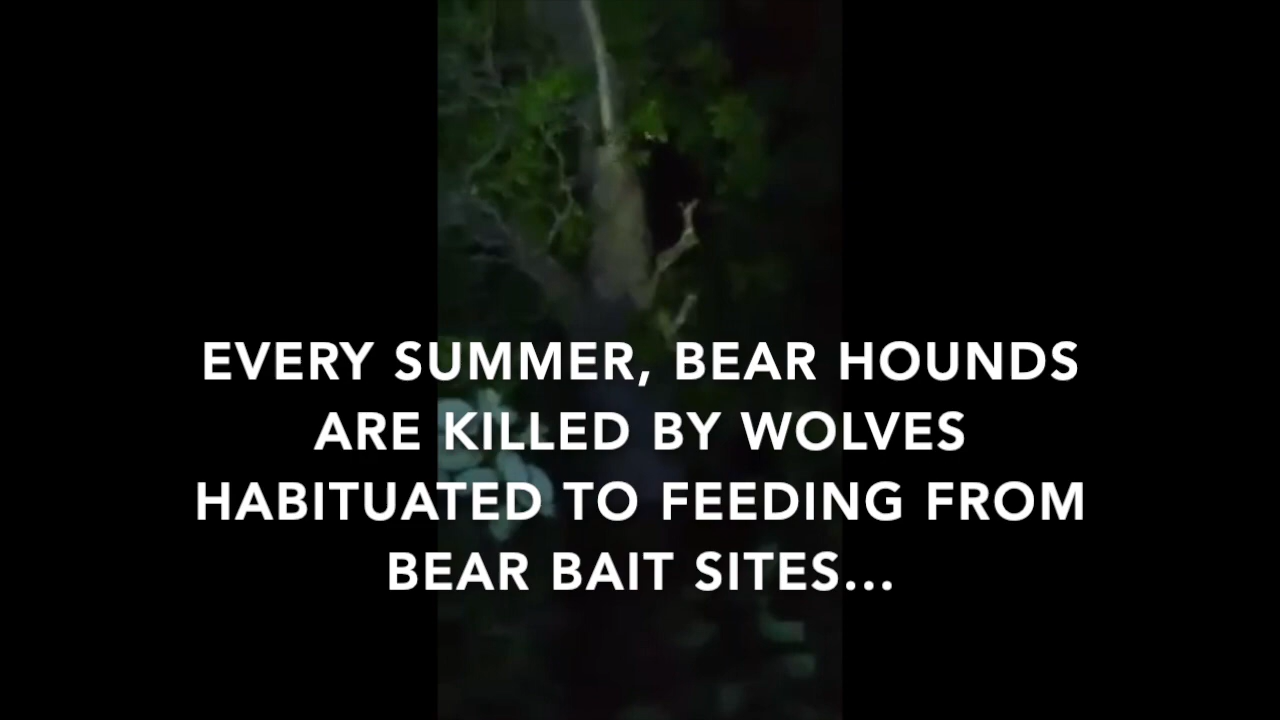 EVERY SUMMER, BEAR HOUNDS
ARE KILLED BY WOLVES
HABITUATED TO FEEDING FROM
BEAR BAIT SITES...